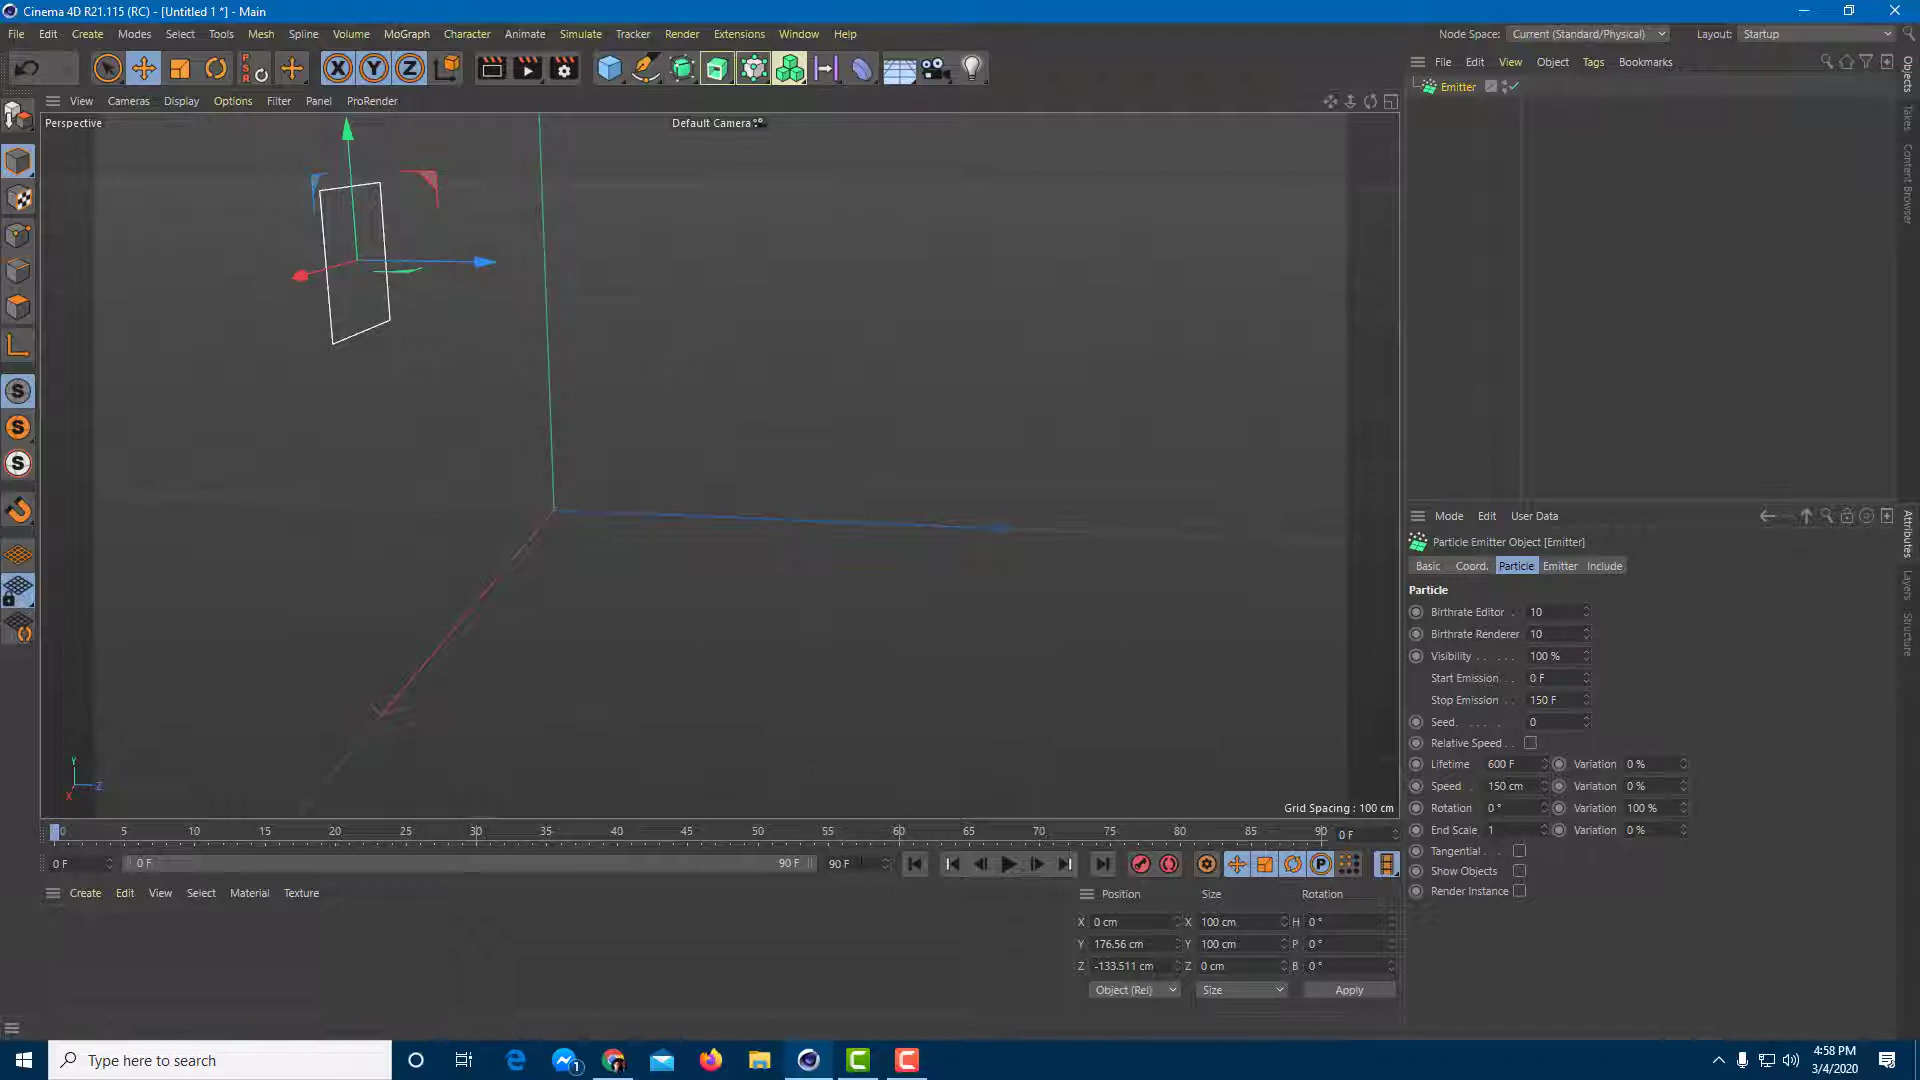 Cinema 4D R21.115 (RC) - [Untitled 1 *] - Main
File Edit Create Modes Select Tools Mesh Spline Volume MoGraph Character Animate Simulate Tracker Render Extensions Window Help
Node Space: Current (Standard/Physical) Layout: Startup
P
S
R
X Y Z
File Edit View Object Tags Bookmarks
Emitter
View Cameras Display Options Filter Panel ProRender
Perspective
Default Camera
Objects
Takes
Content Browser
S
S
S
Y
Z
X
Grid Spacing : 100 cm
0 5 10 15 20 25 30 35 40 45 50 55 60 65 70 75 80 85 90 0 F
0 F 0 F 90 F 90 F
P
Create Edit View Select Material Texture
Position Size Rotation
X 0 cm X 100 cm H 0 °
Y 176.56 cm Y 100 cm P 0 °
Z -133.511 cm Z 0 cm B 0 °
Object (Rel) Size Apply
Mode Edit User Data
Particle Emitter Object [Emitter]
Basic Coord. Particle Emitter Include
Particle
Birthrate Editor . 10
Birthrate Renderer 10
Visibility . . . . . 100 %
Start Emission . . 0 F
Stop Emission . . 150 F
Seed. . . . . . 0
Relative Speed . .
Lifetime 600 F Variation 0 %
Speed . . 150 cm Variation 0 %
Rotation 0 ° Variation 100 %
End Scale 1 Variation 0 %
Tangential . . .
Show Objects .
Render Instance
Attributes
Layers
Structure
Type here to search
1
4:58 PM
3/4/2020